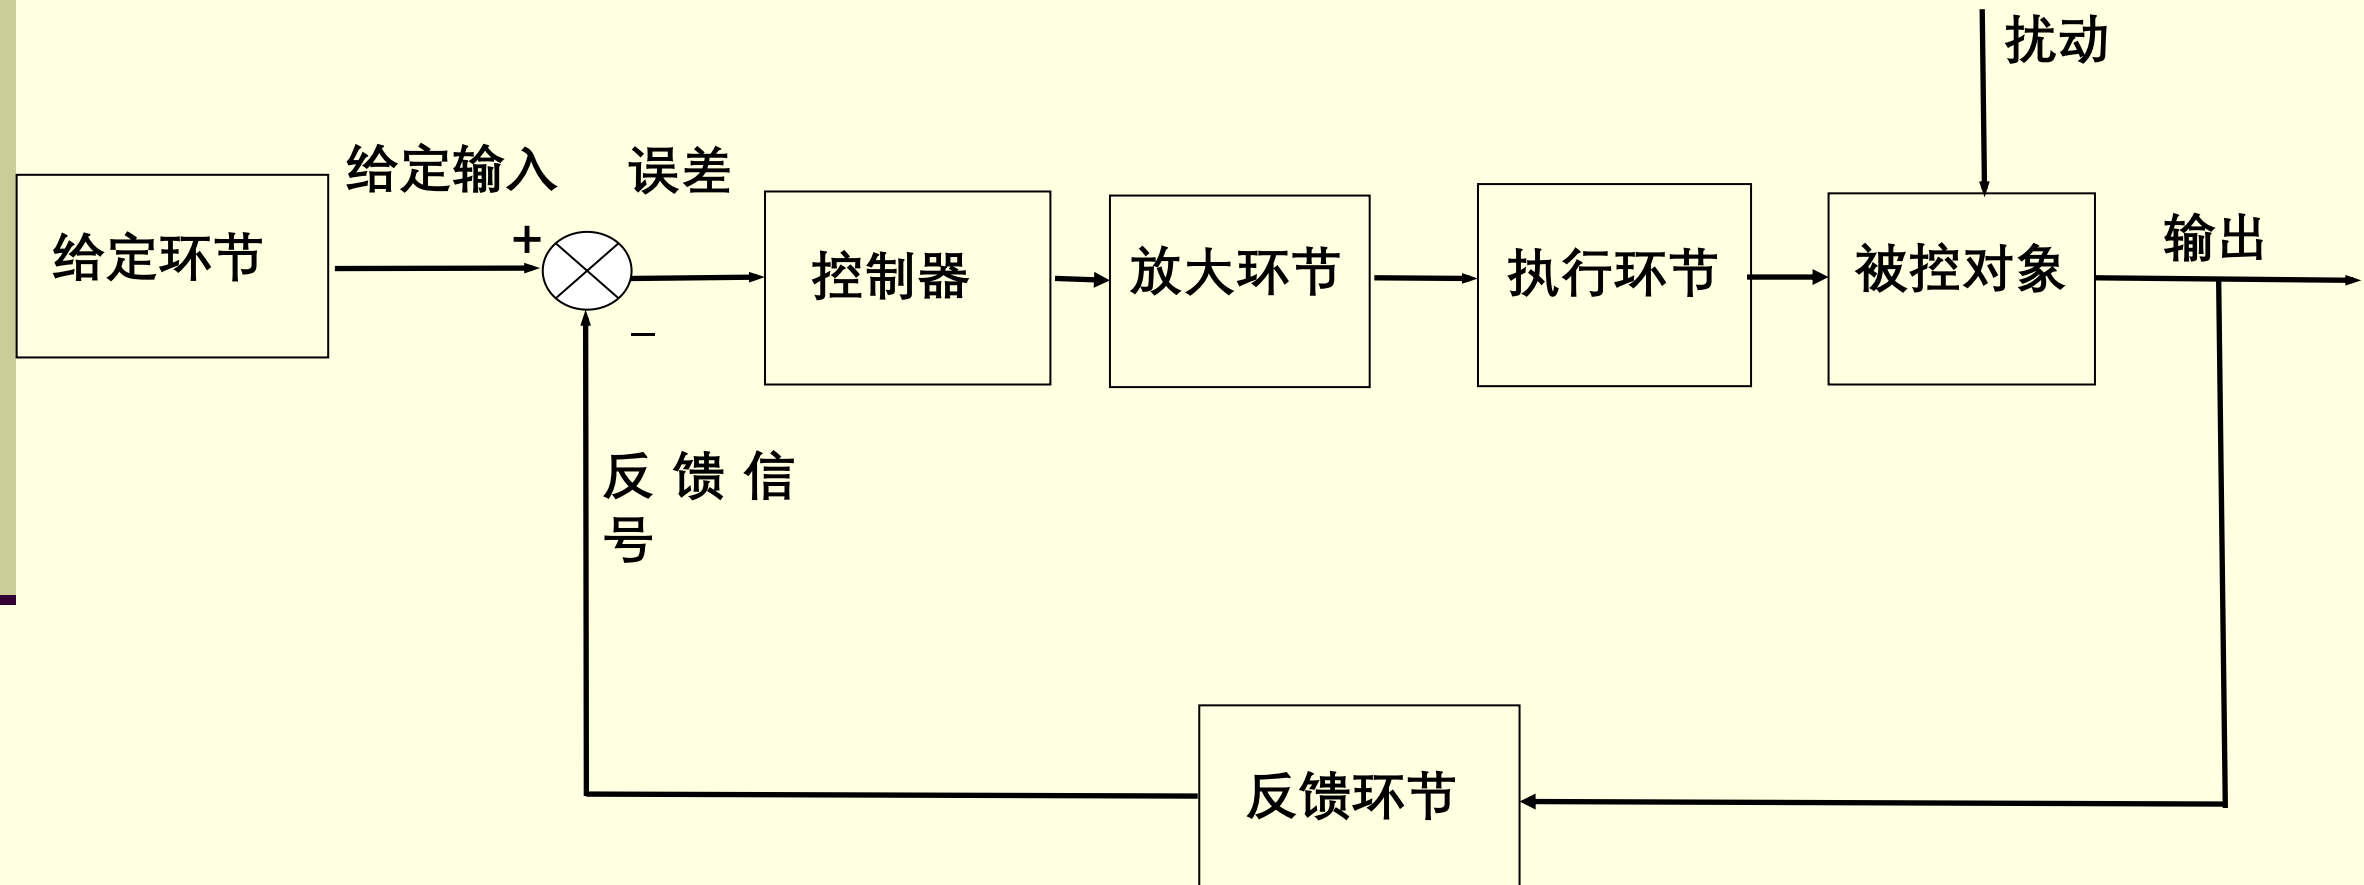 扰动
给定输入
误差
给定环节
+
控制器
放大环节
执行环节
被控对象
输出
—
反 馈 信
号
反馈环节